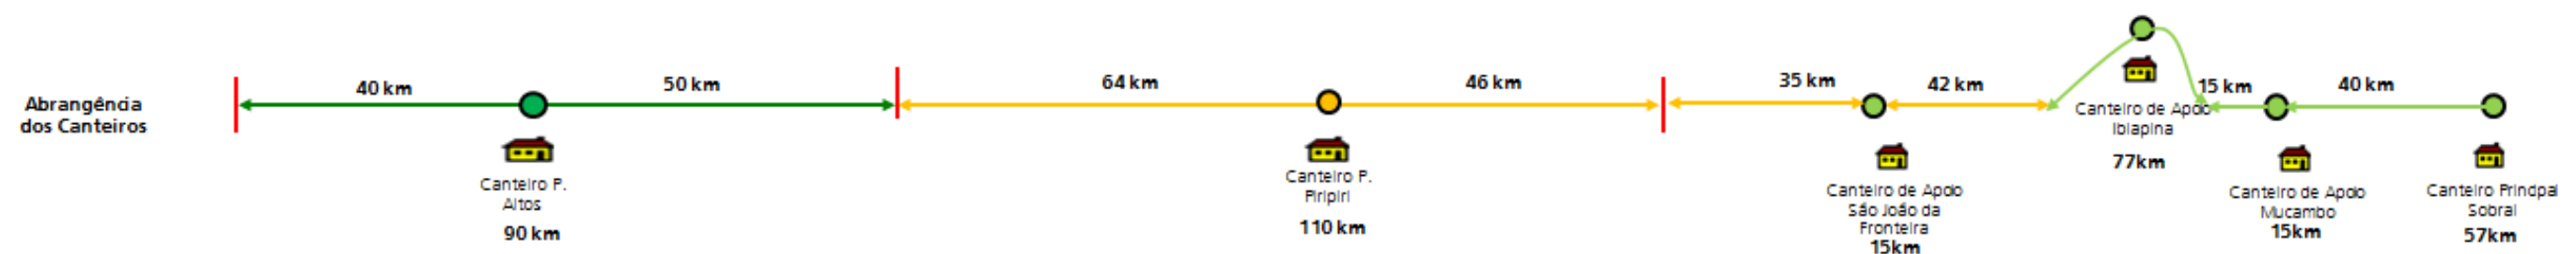 Abrangência
dos Canteiros
40 km
50 km
64 km
46 km
35 km
42 km
15 km
40 km
Canteiro P.
Altos
90 km
Canteiro P.
Piripiri
110 km
Canteiro de Apoio
São João da
Fronteira
15km
Canteiro de Apoio
Ibiapina
77km
Canteiro de Apoio
Mucambo
15km
Canteiro Principal
Sobral
57km